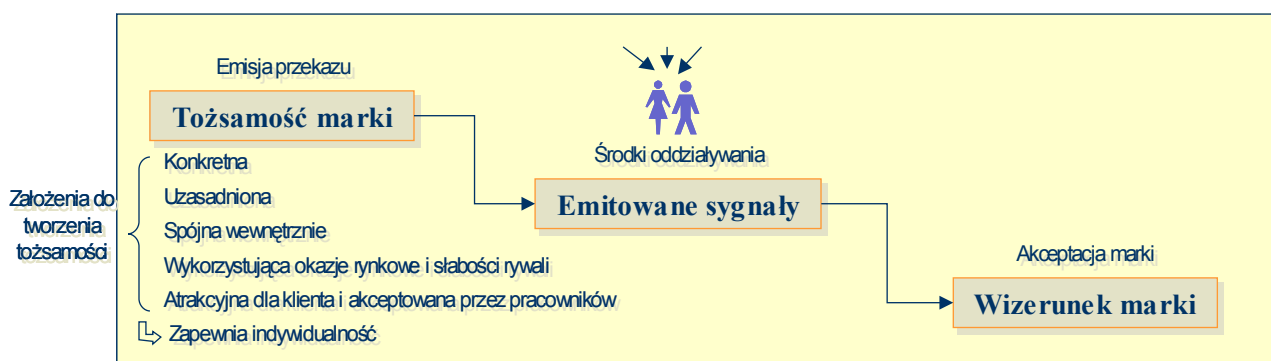 Emisja przekazu
Tożsamość marki
Środki oddziaływania
Założenia do
tworzenia
tożsamości
Konkretna
Uzasadniona
Spójna wewnętrznie
Wykorzystująca okazje rynkowe i słabości rywali
Atrakcyjna dla klienta i akceptowana przez pracowników
Zapewnia indywidualność
Emitowane sygnały
Akceptacja marki
Wizerunek marki